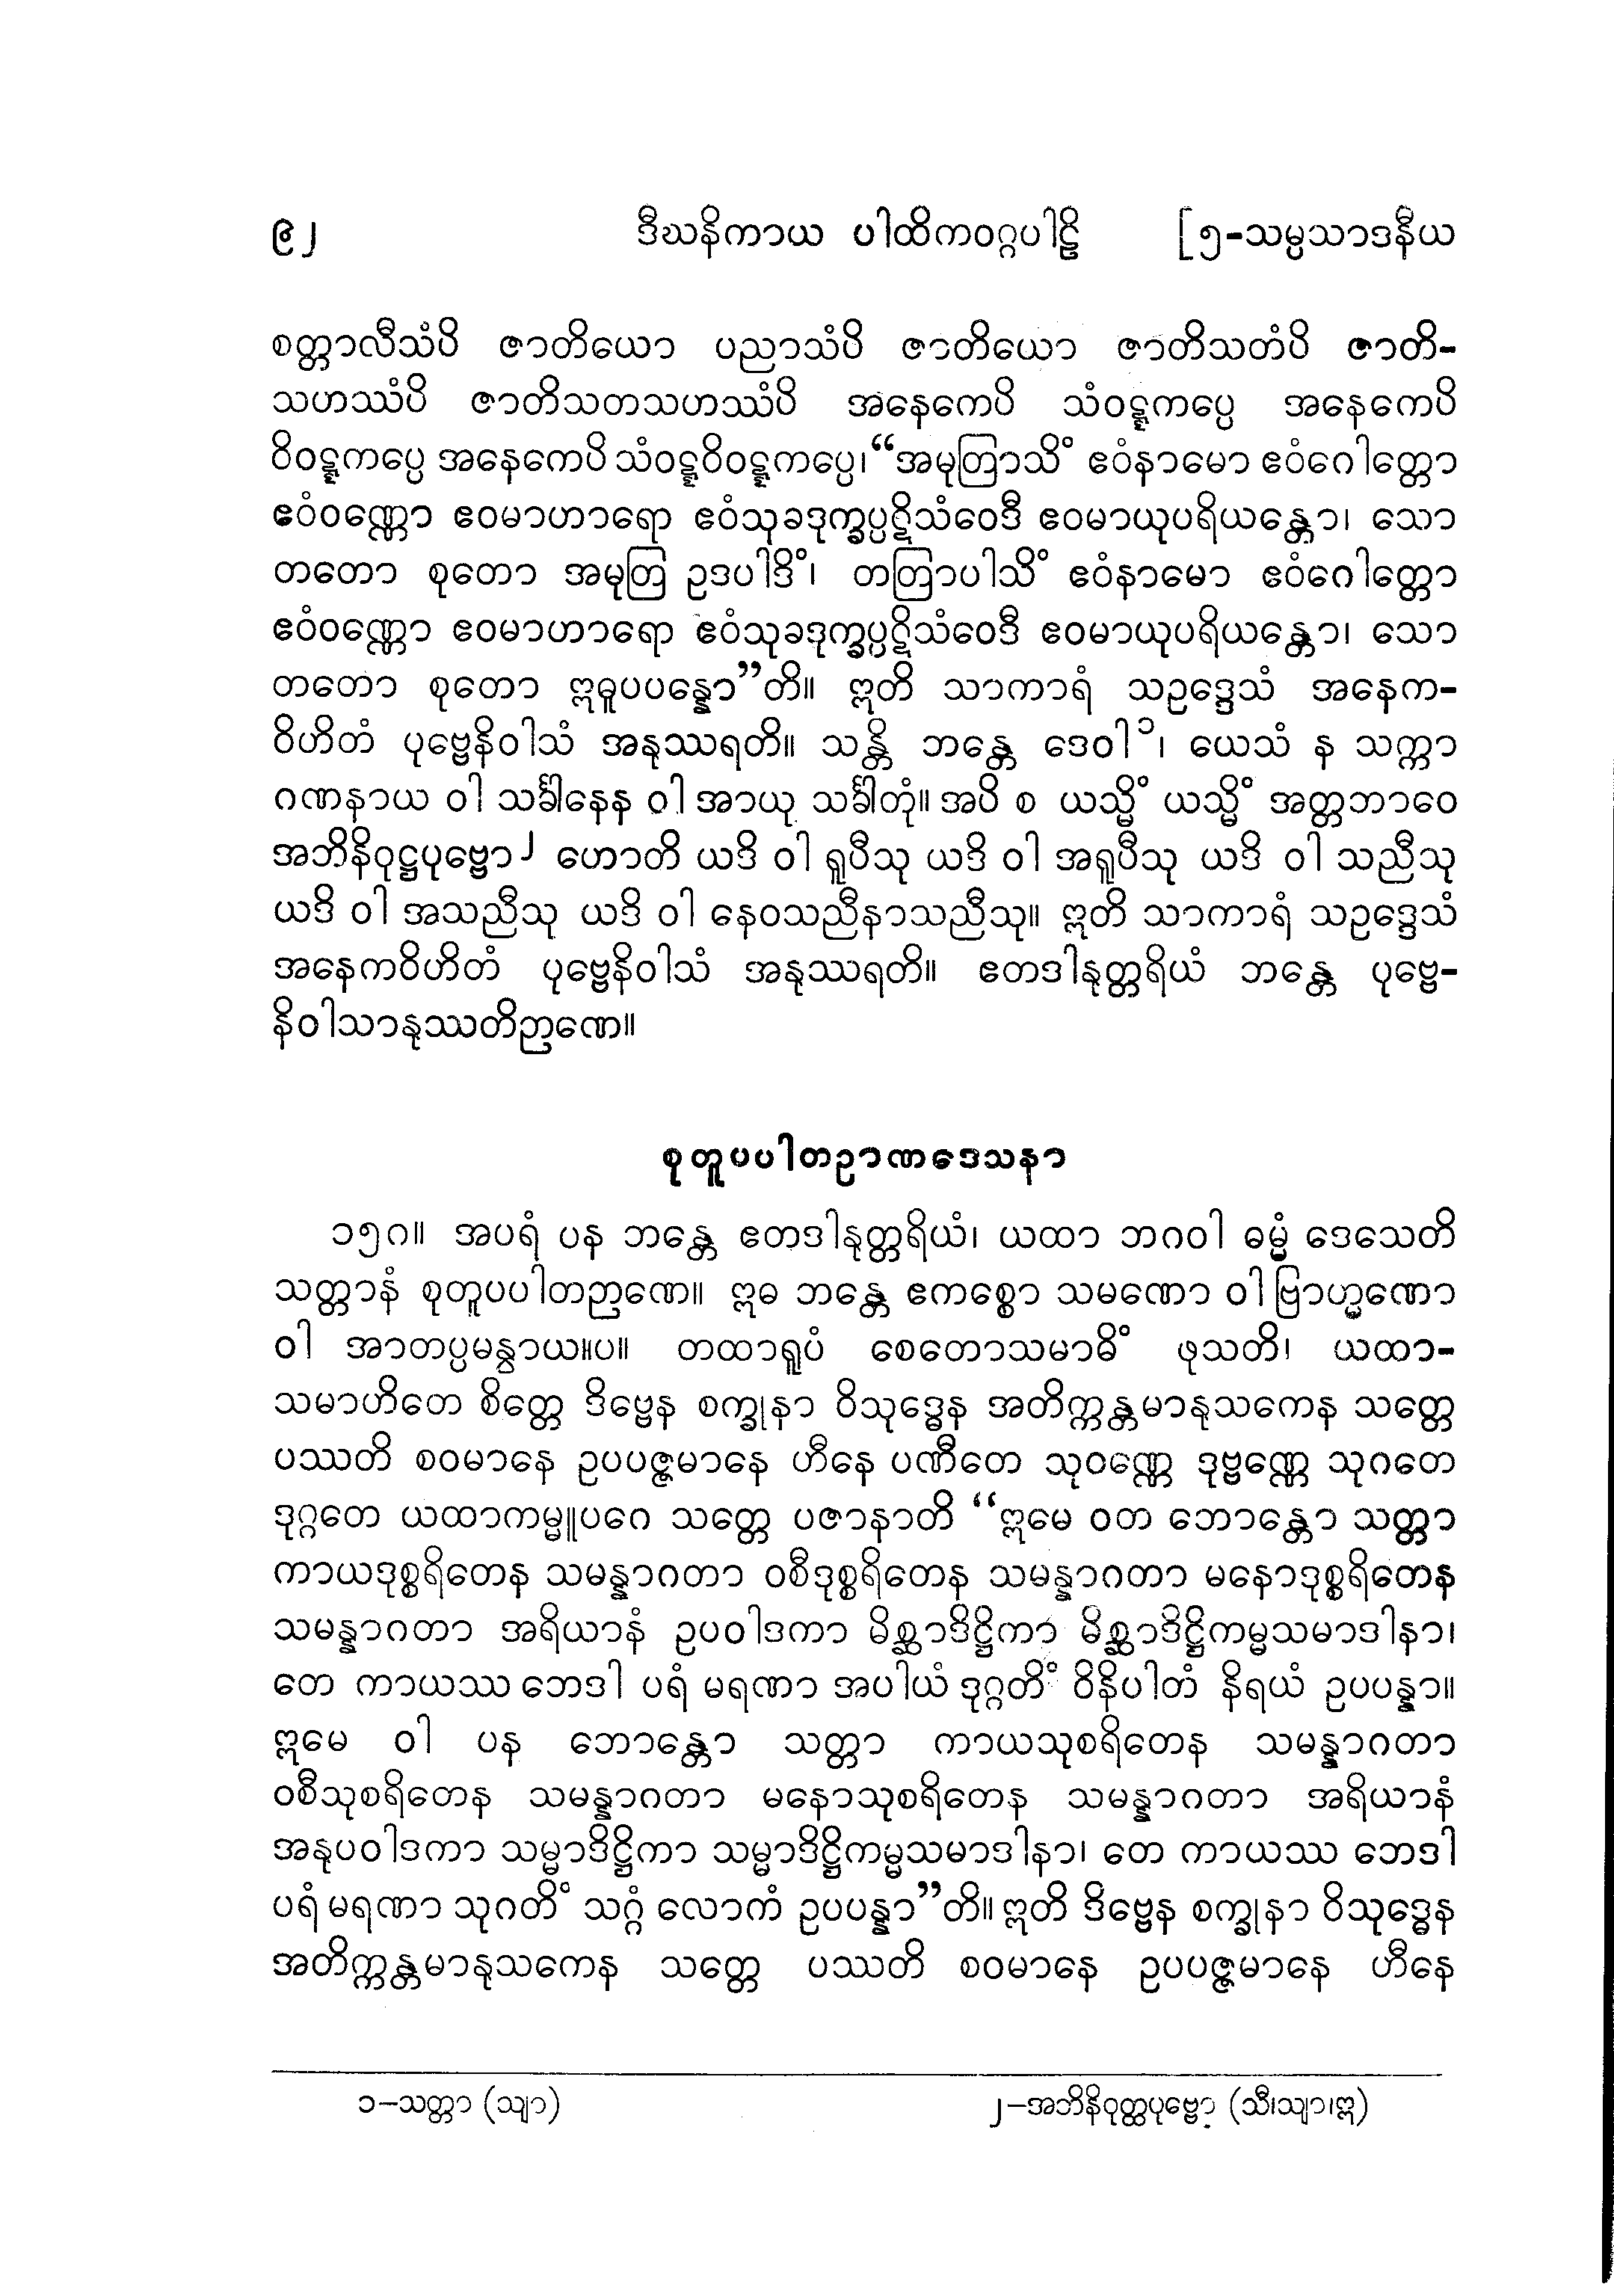 ၉၂ ဒီဃနိကာယ ပါထိကဝဂ္ဂပါဠိ [၅-သမ္ပသာဒနီယ
စတ္တာလီသံပိ ဇာတိယော ပညာသံပိ ဇာတိယော ဇာတိသတံပိ ဇာတိ-
သဟဿံပိ ဇာတိသတသဟဿံပိ အနေကေပိ သံဝဋ္ဋကပ္ပေ အနေကေပိ
ဝိဝဋ္ဋကပ္ပေ အနေကေပိ သံဝဋ္ဋဝိဝဋ္ဋကပ္ပေ၊ “အမုတြာသိံ ဧဝံနာမော ဧဝံဂေါတ္တော
ဧဝံဝဏ္ဏော ဧဝမာဟာရော ဧဝံသုခဒုက္ခပ္ပဋိသံဝေဒီ ဧဝမာယုပရိယန္တော၊ သော
တတော စုတော အမုတြ ဥဒပါဒိံ၊ တတြာပါသိံ ဧဝံနာမော ဧဝံဂေါတ္တော
ဧဝံဝဏ္ဏော ဧဝမာဟာရော ဧဝံသုခဒုက္ခပ္ပဋိသံဝေဒီ ဧဝမာယုပရိယန္တော၊ သော
တတော စုတော ဣဓူပပန္နော”တိ။ ဣတိ သာကာရံ သဥဒ္ဒေသံ အနေက-
ဝိဟိတံ ပုဗ္ဗေနိဝါသံ အနုဿရတိ။ သန္တိ ဘန္တေ ဒေဝါ၁၊ ယေသံ န သက္ကာ
ဂဏနာယ ဝါ သင်္ခါနေန ဝါ အာယု သင်္ခါတုံ။ အပိ စ ယသ္မိံ ယသ္မိံ အတ္တဘာဝေ
အဘိနိဝုဋ္ဌပုဗ္ဗော၂ ဟောတိ ယဒိ ဝါ ရူပီသု ယဒိ ဝါ အရူပီသု ယဒိ ဝါ သညီသု
ယဒိ ဝါ အသညီသု ယဒိ ဝါ နေဝသညီနာသညီသု။ ဣတိ သာကာရံ သဥဒ္ဒေသံ
အနေကဝိဟိတံ ပုဗ္ဗေနိဝါသံ အနုဿရတိ။ ဧတဒါနုတ္တရိယံ ဘန္တေ ပုဗ္ဗေ-
နိဝါသာနုဿတိဉာဏေ။
စုတူပပါတဉာဏဒေသနာ
၁၅၈။ အပရံ ပန ဘန္တေ ဧတဒါနုတ္တရိယံ၊ ယထာ ဘဂဝါ ဓမ္မံ ဒေသေတိ
သတ္တာနံ စုတူပပါတဉာဏေ။ ဣဓ ဘန္တေ ဧကစ္စော သမဏော ဝါ ဗြာဟ္မဏော
ဝါ အာတပ္ပမန္ဝာယ။ပ။ တထာရူပံ စေတောသမာဓိံ ဖုသတိ၊ ယထာ-
သမာဟိတေ စိတ္တေ ဒိဗ္ဗေန စက္ခုနာ ဝိသုဒ္ဓေန အတိက္ကန္တမာနုသကေန သတ္တေ
ပဿတိ စဝမာနေ ဥပပဇ္ဇမာနေ ဟီနေ ပဏီတေ သုဝဏ္ဏေ ဒုဗ္ဗဏ္ဏေ သုဂတေ
ဒုဂ္ဂတေ ယထာကမ္မူပဂေ သတ္တေ ပဇာနာတိ “ဣမေ ဝတ ဘောန္တော သတ္တာ
ကာယဒုစ္စရိတေန သမန္နာဂတာ ဝစီဒုစ္စရိတေန သမန္နာဂတာ မနောဒုစ္စရိတေန
သမန္နာဂတာ အရိယာနံ ဥပဝါဒကာ မိစ္ဆာဒိဋ္ဌိကာ မိစ္ဆာဒိဋ္ဌိကမ္မသမာဒါနာ၊
တေ ကာယဿ ဘေဒါ ပရံ မရဏာ အပါယံ ဒုဂ္ဂတိံ ဝိနိပါတံ နိရယံ ဥပပန္နာ။
ဣမေ ဝါ ပန ဘောန္တော သတ္တာ ကာယသုစရိတေန သမန္နာဂတာ
ဝစီသုစရိတေန သမန္နာဂတာ မနောသုစရိတေန သမန္နာဂတာ အရိယာနံ
အနုပဝါဒကာ သမ္မာဒိဋ္ဌိကာ သမ္မာဒိဋ္ဌိကမ္မသမာဒါနာ၊ တေ ကာယဿ ဘေဒါ
ပရံ မရဏာ သုဂတိံ သဂ္ဂံ လောကံ ဥပပန္နာ”တိ။ ဣတိ ဒိဗ္ဗေန စက္ခုနာ ဝိသုဒ္ဓေန
အတိက္ကန္တမာနုသကေန သတ္တေ ပဿတိ စဝမာနေ ဥပပဇ္ဇမာနေ ဟီနေ
၁–သတ္တာ (သျာ) ၂–အဘိနိဝုတ္ထပုဗ္ဗော (သီ၊သျာ၊ဣ)